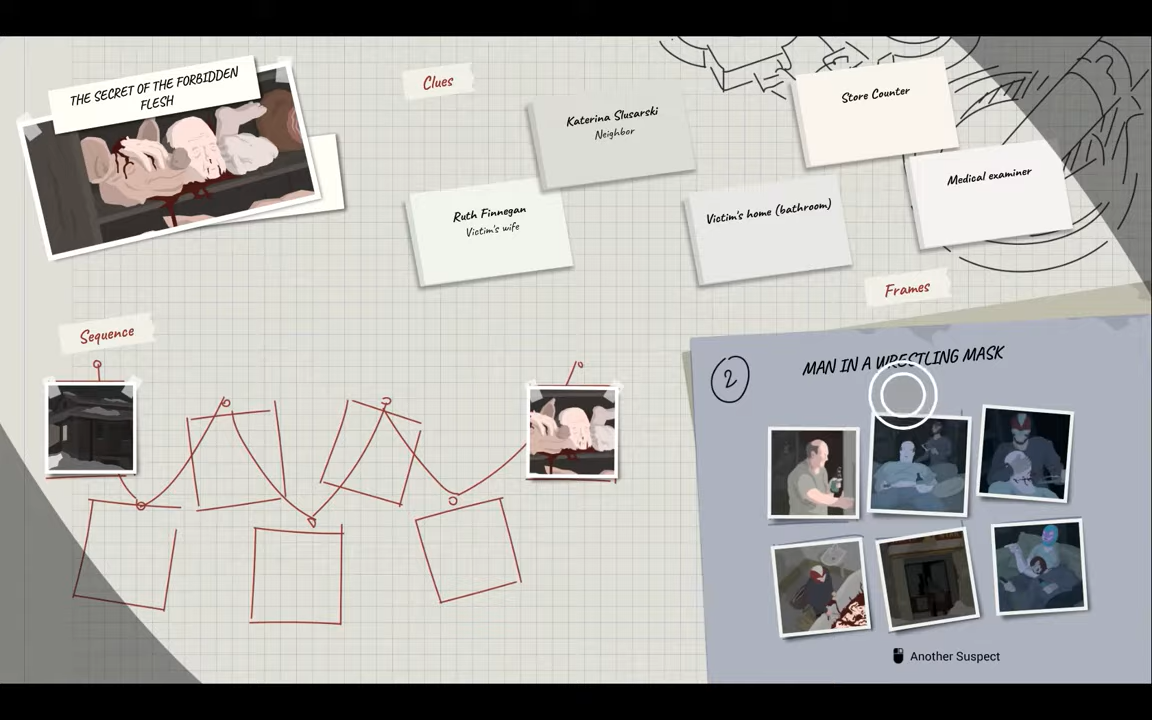 THE SECRET OF THE FORBIDDEN
FLESH
Clues
Katerina Slusarski
Neighbor
Store Counter
Ruth Finnegan
Victim's wife
Victim's home (bathroom)
Medical examiner
Frames
Sequence
2
MAN IN A WRESTLING MASK
Another Suspect